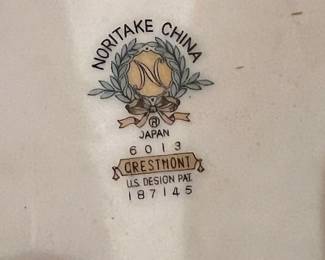 NORITAKE CHINA
N
R
JAPAN
6013
CRESTMONT
U.S. DESIGN PAT.
187145